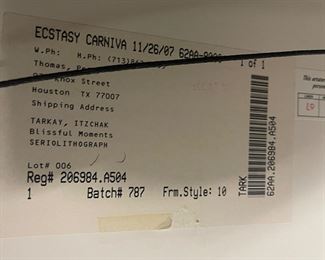 ECSTASY CARNIVA 11/26/07 62AA
1 of 1
W.Ph: H.Ph: (713)
Thomas,
Knox Street
Houston TX 77007
Shipping Address
TARKAY, ITZCHAK
Blissful Moments
SERIOLITHOGRAPH
Lot# 006
Reg# 206984.A504
1 Batch# 787 Frm.Style: 10
TARK
62AA.206984.A504